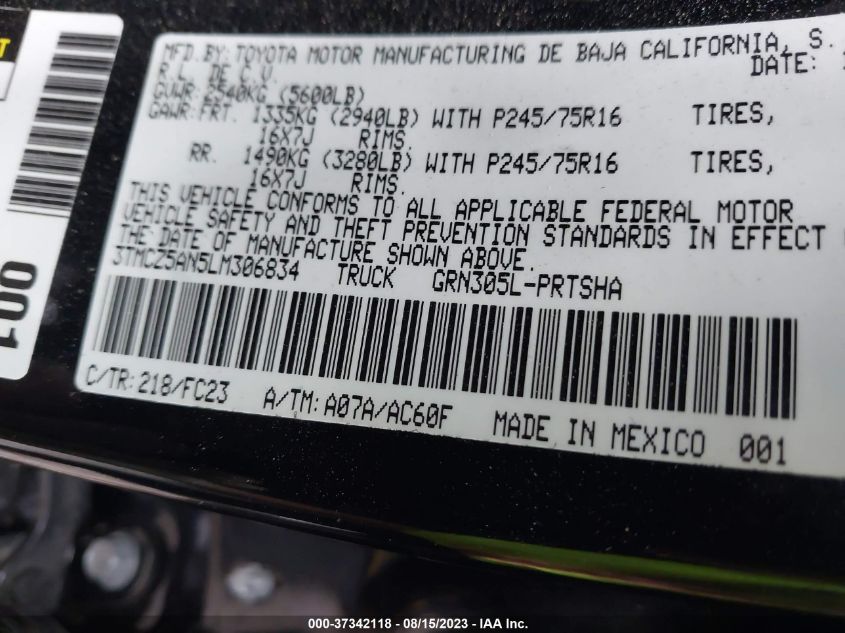 MFD.BY: TOYOTA MOTOR MANUFACTURING DE BAJA CALIFORNIA, S.
R.L. DE C.V. DATE:
GVWR: 2540KG (5600LB)
GAWR:FRT. 1335KG (2940LB) WITH P245/75R16 TIRES,
16X7J RIMS.
RR. 1490KG (3280LB) WITH P245/75R16 TIRES,
16X7J RIMS.
THIS VEHICLE CONFORMS TO ALL APPLICABLE FEDERAL MOTOR
VEHICLE SAFETY AND THEFT PREVENTION STANDARDS IN EFFECT
THE DATE OF MANUFACTURE SHOWN ABOVE.
3TMCZ5AN5LM306834 TRUCK GRN305L-PRTSHA
C/TR:218/FC23 A/TM:A07A/AC60F MADE IN MEXICO 001
001
000-37342118 - 08/15/2023 - IAA Inc.